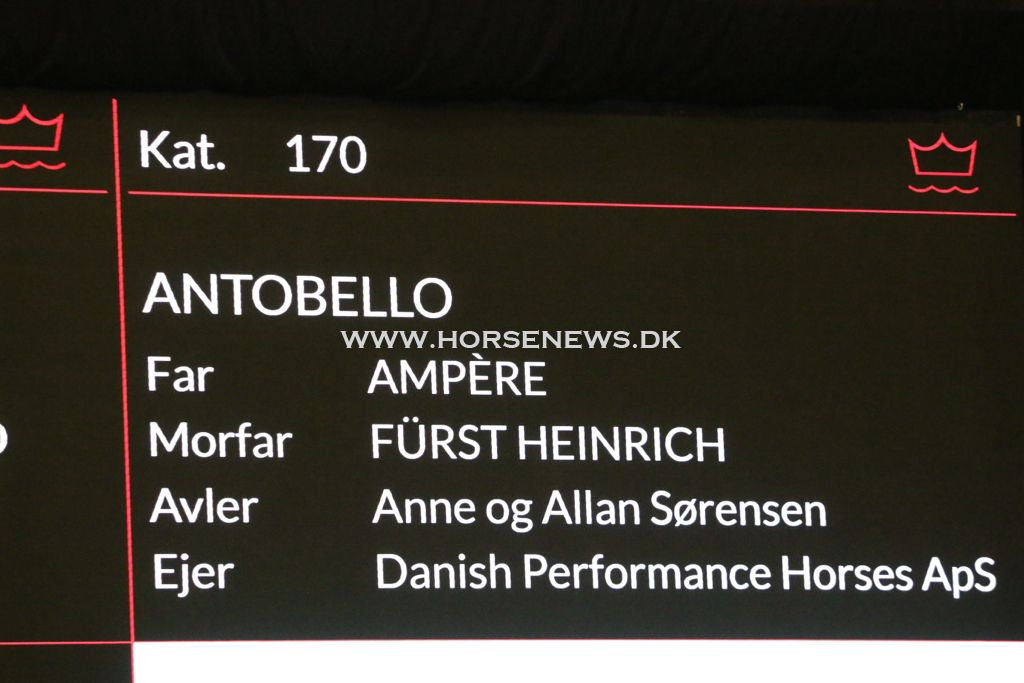 Kat. 170
ANTOBELLO
WWW.HORSENEWS.DK
Far AMPÈRE
Morfar FÜRST HEINRICH
Avler Anne og Allan Sørensen
Ejer Danish Performance Horses ApS